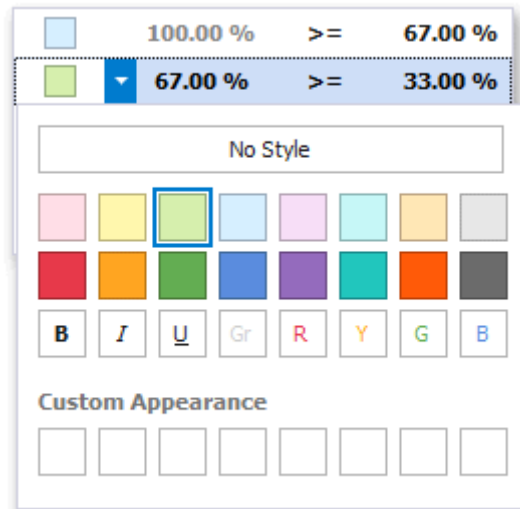 100.00 % >= 67.00 %
67.00 % >= 33.00 %
No Style
B I U Gr R Y G B
Custom Appearance